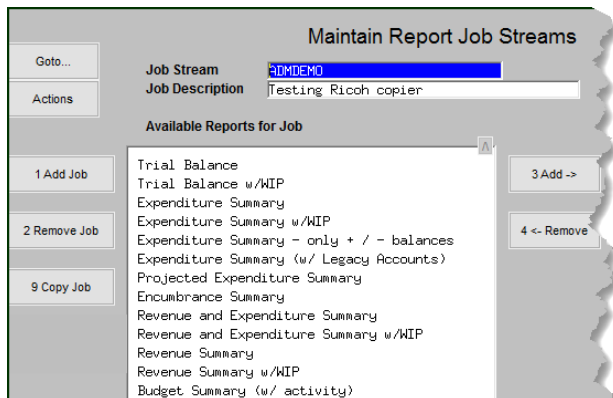 Maintain Report Job Streams
Goto...
Job Stream ADMDEMO
Actions
Job Description Testing Ricoh copier
Available Reports for Job
1 Add Job
2 Remove Job
9 Copy Job
Trial Balance
Trial Balance w/WIP
Expenditure Summary
Expenditure Summary w/WIP
Expenditure Summary - only + / - balances
Expenditure Summary (w/ Legacy Accounts)
Projected Expenditure Summary
Encumbrance Summary
Revenue and Expenditure Summary
Revenue and Expenditure Summary w/WIP
Revenue Summary
Revenue Summary w/WIP
Budget Summary (w/ activity)
3 Add ->
4 <- Remove